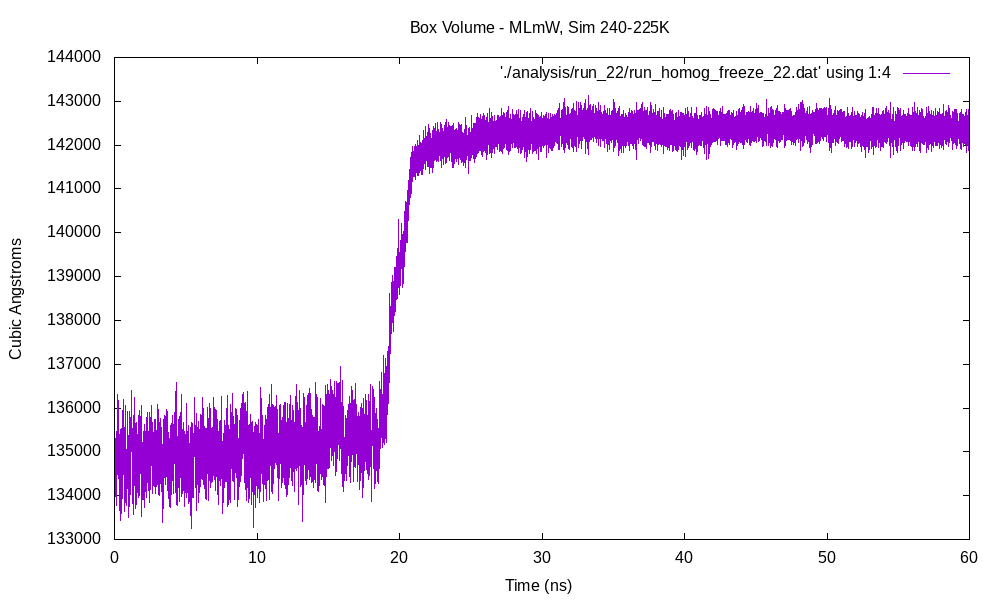 Box Volume - MLmW, Sim 240-225K
'./analysis/run_22/run_homog_freeze_22.dat' using 1:4
144000
143000
142000
141000
140000
139000
138000
137000
136000
135000
134000
133000
Cubic Angstroms
0 10 20 30 40 50 60
Time (ns)